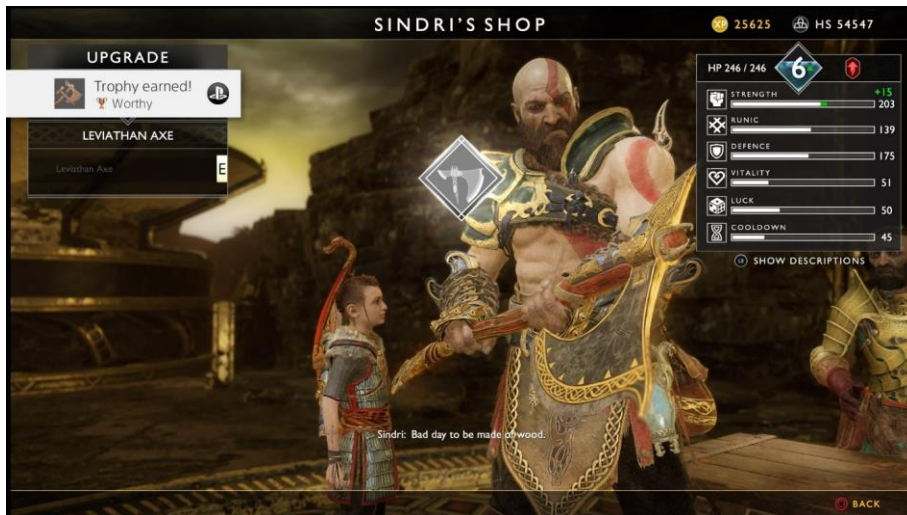 SINDRI'S SHOP
XP 25625 HS 54547
UPGRADE
Trophy earned!
Worthy
LEVIATHAN AXE
Leviathan Axe
E
HP 246 / 246
6
STRENGTH +15
203
RUNIC
139
DEFENCE
175
VITALITY
51
LUCK
50
COOLDOWN
45
L3 SHOW DESCRIPTIONS
Sindri: Bad day to be made of wood.
BACK